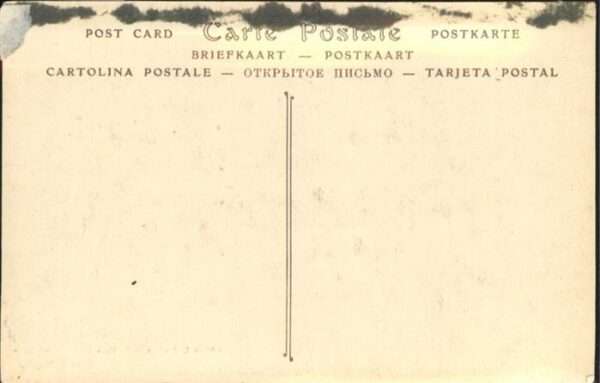 POST CARD Carte Postale POSTKARTE
BRIEFKAART — POSTKAART
CARTOLINA POSTALE — ОТКРЫТОЕ ПИСЬМО — TARJETA POSTAL